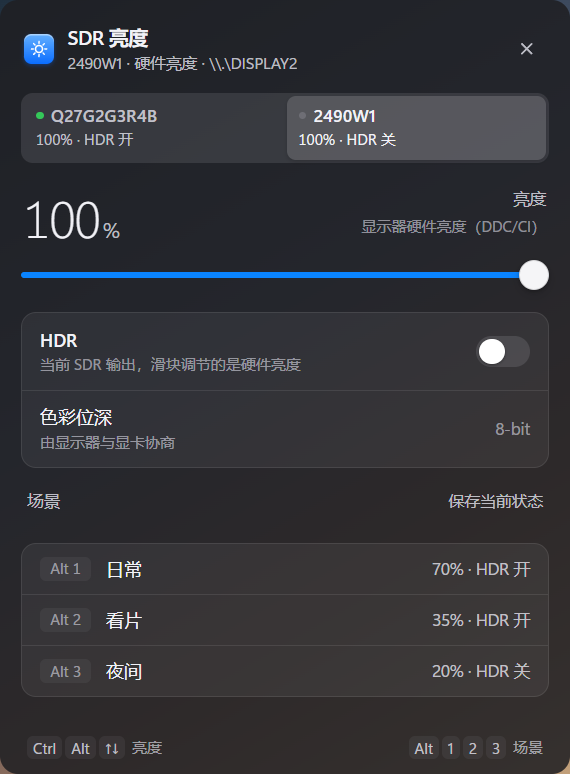 SDR 亮度
2490W1 · 硬件亮度 · \\.\DISPLAY2
Q27G2G3R4B
100% · HDR 开
2490W1
100% · HDR 关
100%
亮度
显示器硬件亮度（DDC/CI）
HDR
当前 SDR 输出，滑块调节的是硬件亮度
色彩位深
由显示器与显卡协商
8-bit
场景 保存当前状态
Alt 1 日常 70% · HDR 开
Alt 2 看片 35% · HDR 开
Alt 3 夜间 20% · HDR 关
Ctrl Alt ↑↓ 亮度 Alt 1 2 3 场景